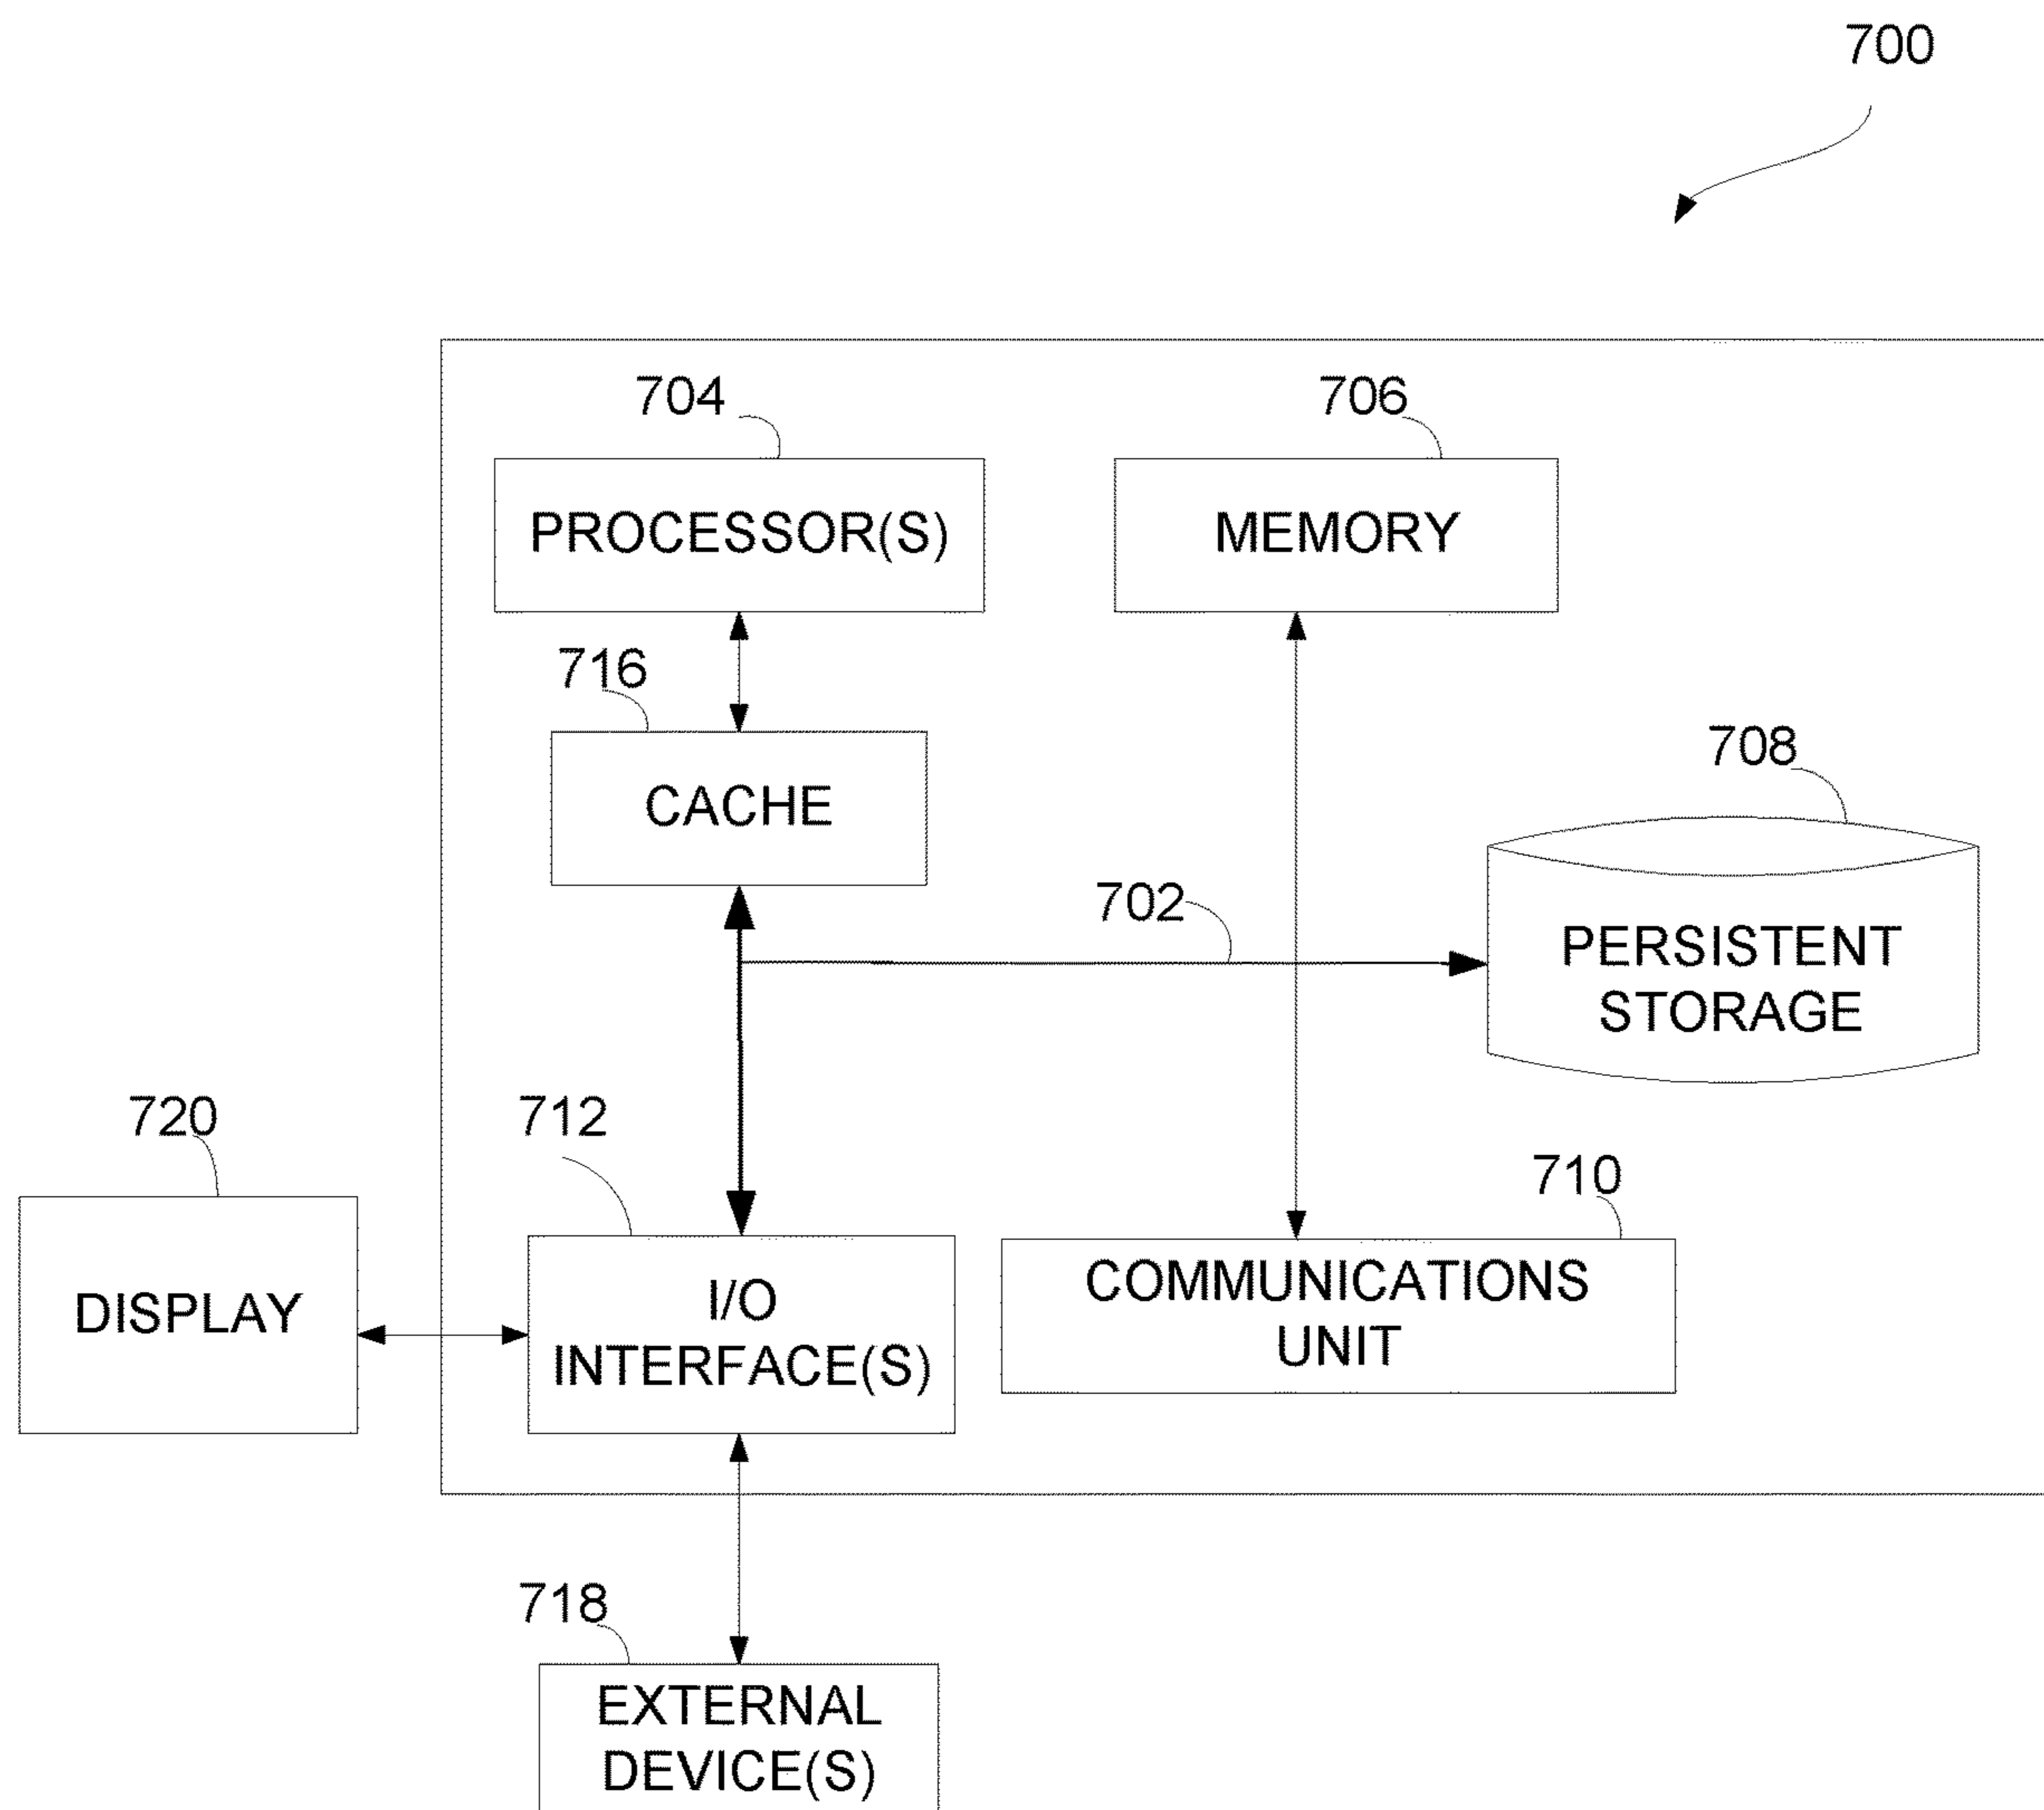 700
704
706
PROCESSOR(S)
MEMORY
716
CACHE
708
702
PERSISTENT
STORAGE
720
712
710
DISPLAY
I/O
INTERFACE(S)
COMMUNICATIONS
UNIT
718
EXTERNAL
DEVICE(S)